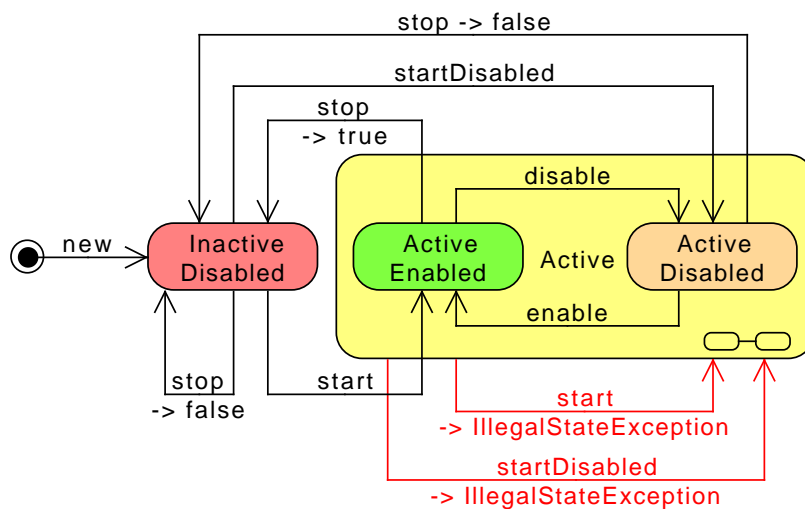 stop -> false
startDisabled
stop
-> true
disable
new
Inactive
Disabled
Active
Enabled
Active
Active
Disabled
enable
stop
-> false
start
start
-> IllegalStateException
startDisabled
-> IllegalStateException